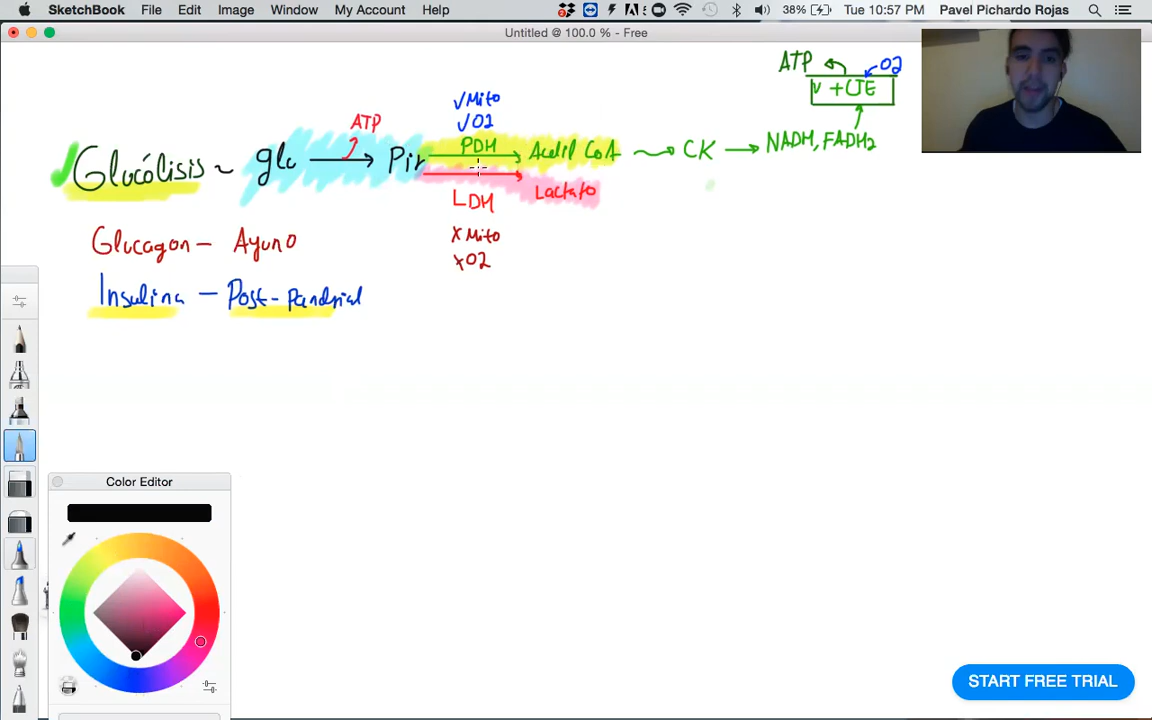 SketchBook File Edit Image Window My Account Help 38% Tue 10:57 PM Pavel Pichardo Rojas
Untitled @ 100.0 % - Free
ATP O2
+CTE
✓Mito
✓O2
ATP
PDH Acetil CoA CK NADH, FADH2
Glucólisis ~ glc Pir
LDH Lactato
Glucagon - Ayuno
x Mito
x O2
Insulina - Post-pandrial
Color Editor
START FREE TRIAL